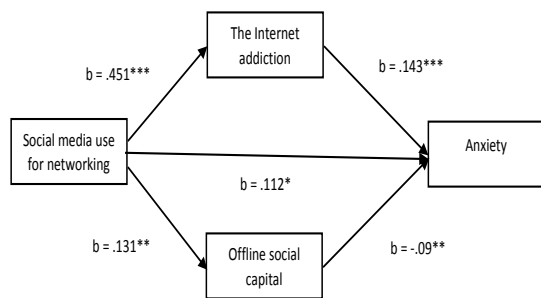 The Internet
addiction
b = .451***
b = .143***
Social media use
for networking
Anxiety
b = .112*
b = .131**
b = -.09**
Offline social
capital